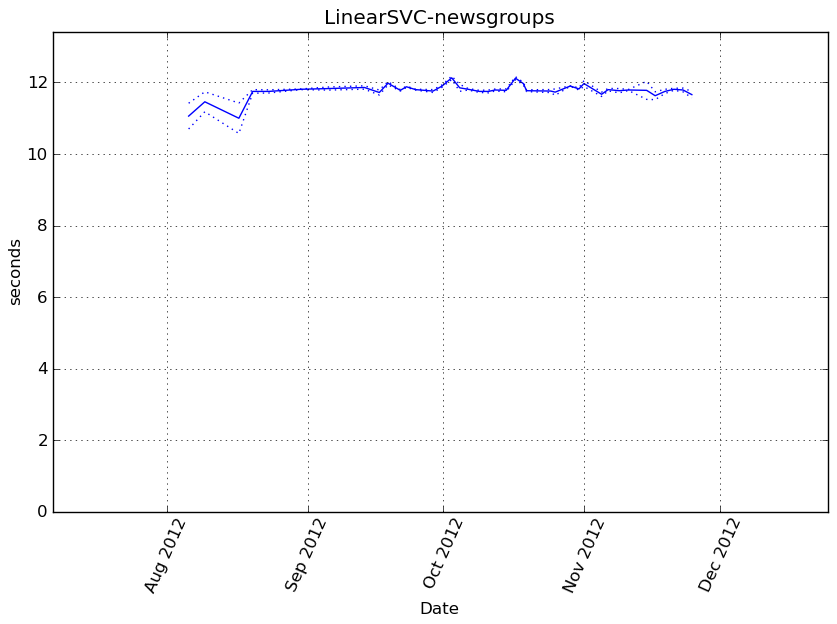 LinearSVC-newsgroups
12
10
8
6
4
2
0
seconds
Aug 2012
Sep 2012
Oct 2012
Nov 2012
Dec 2012
Date